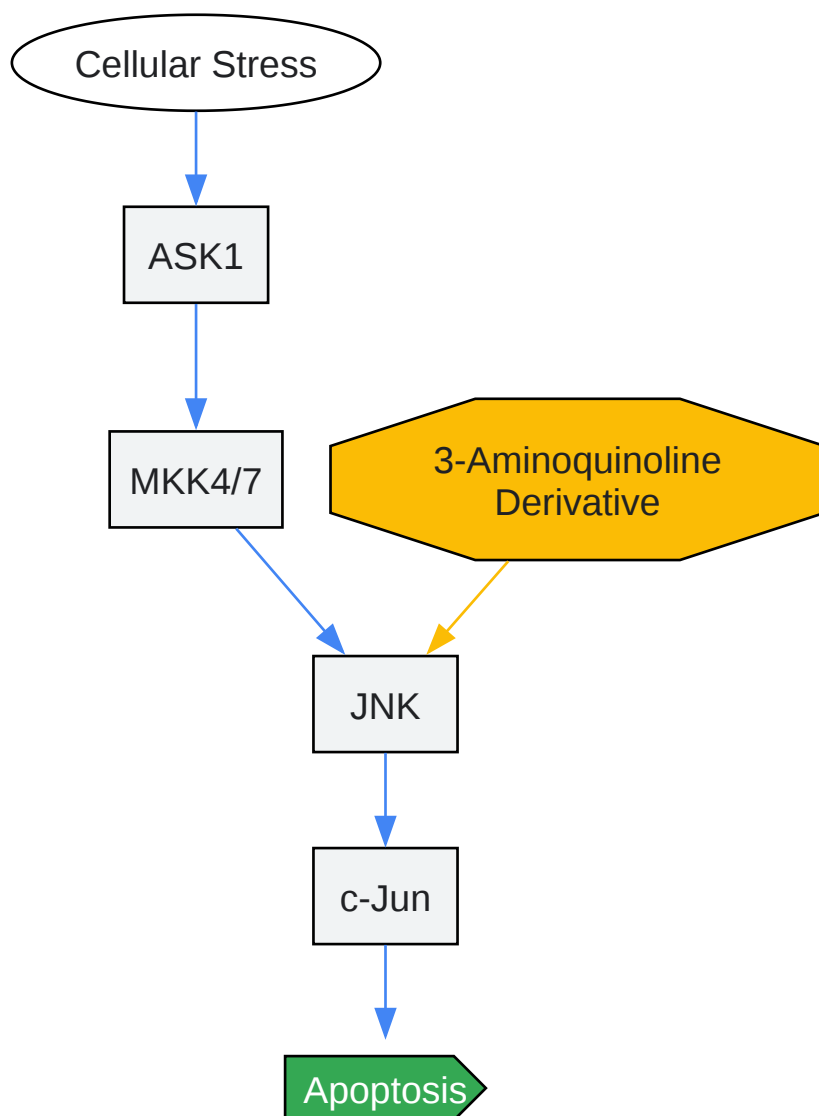 Cellular Stress
ASK1
MKK4/7
3-Aminoquinoline
Derivative
JNK
c-Jun
Apoptosis